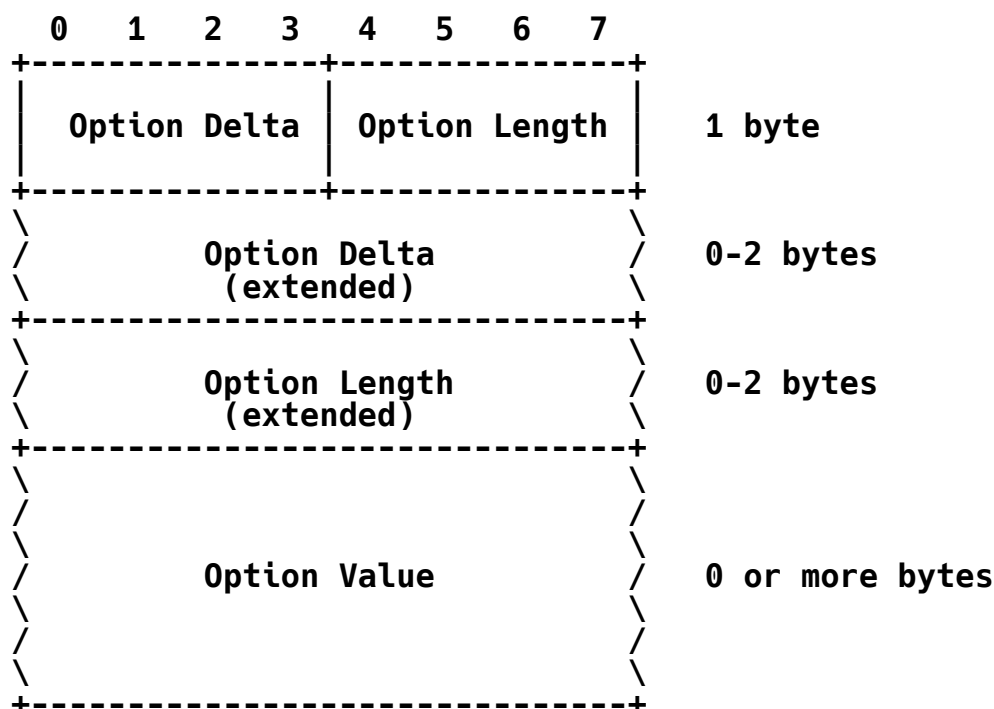 0 1 2 3 4 5 6 7
+---------------+---------------+
| | |
| Option Delta | Option Length | 1 byte
| | |
+---------------+---------------+
\ \
/ Option Delta / 0-2 bytes
\ (extended) \
+-------------------------------+
\ \
/ Option Length / 0-2 bytes
\ (extended) \
+-------------------------------+
\ \
/ /
\ \
/ Option Value / 0 or more bytes
\ \
/ /
\ \
+-------------------------------+